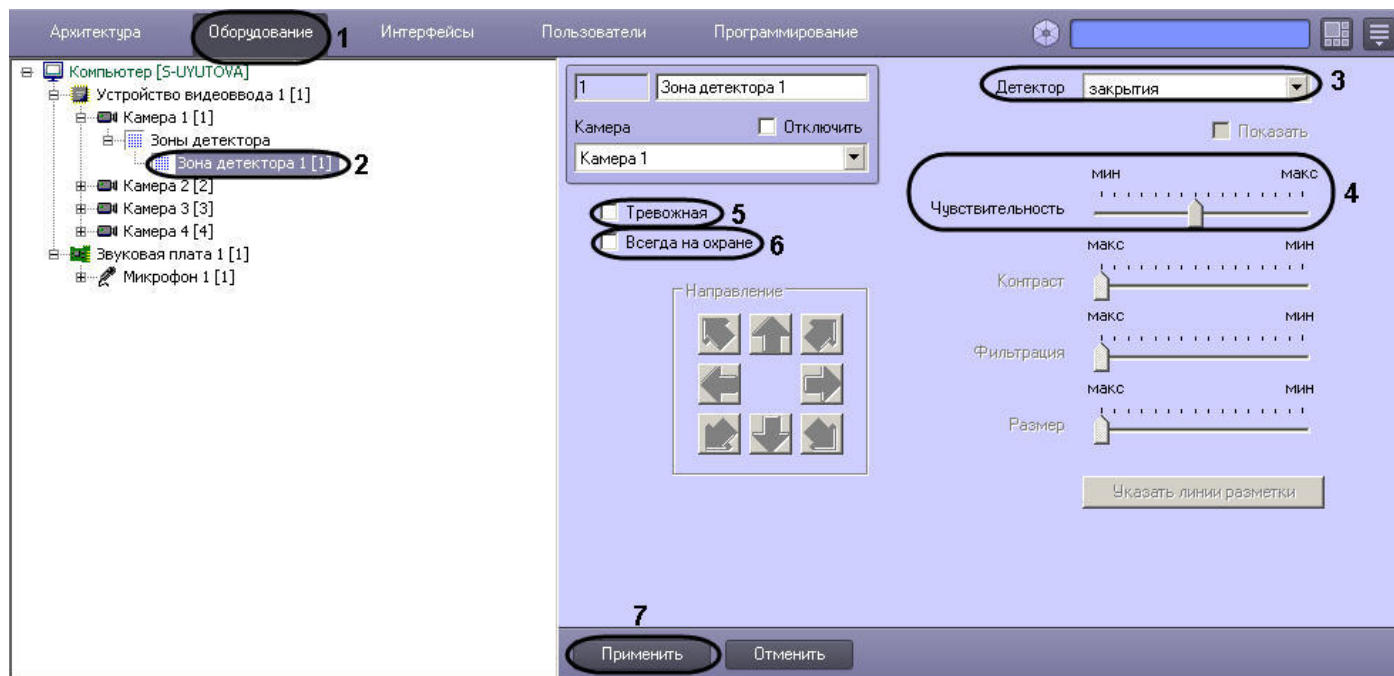 Архитектура Оборудование 1 Интерфейсы Пользователи Программирование
Компьютер [S-UYUTOVA]
Устройство видеоввода 1 [1]
Камера 1 [1]
Зоны детектора
Зона детектора 1 [1] 2
Камера 2 [2]
Камера 3 [3]
Камера 4 [4]
Звуковая плата 1 [1]
Микрофон 1 [1]
1 Зона детектора 1
Камера Отключить
Камера 1
Тревожная 5
Всегда на охране 6
Направление
Детектор закрытия 3
Показать
мин макс
Чувствительность 4
макс мин
Контраст
макс мин
Фильтрация
макс мин
Размер
Указать линии разметки
7
Применить Отменить